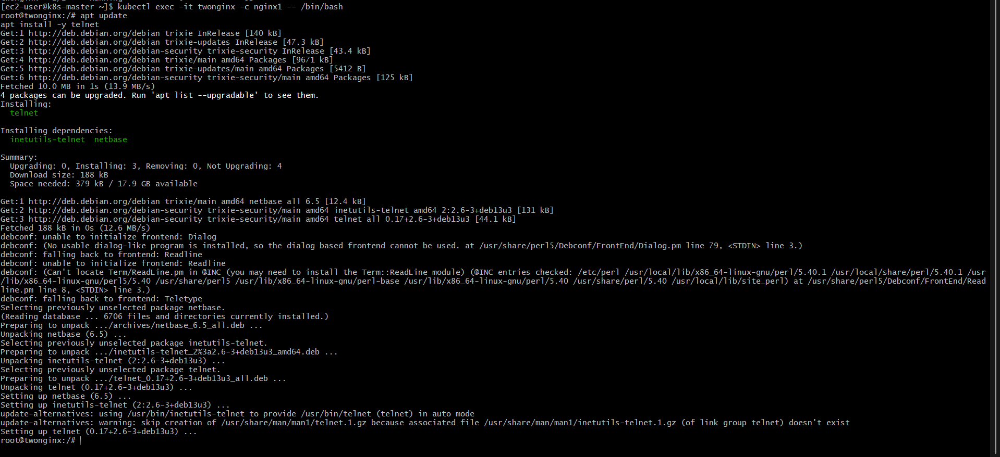 [ec2-user@k8s-master ~]$ kubectl exec -it twonginx -c nginx1 -- /bin/bash
root@twonginx:/# apt update
apt install -y telnet
Get:1 http://deb.debian.org/debian trixie InRelease [140 kB]
Get:2 http://deb.debian.org/debian trixie-updates InRelease [47.3 kB]
Get:3 http://deb.debian.org/debian-security trixie-security InRelease [43.4 kB]
Get:4 http://deb.debian.org/debian trixie/main amd64 Packages [9671 kB]
Get:5 http://deb.debian.org/debian trixie-updates/main amd64 Packages [5412 B]
Get:6 http://deb.debian.org/debian-security trixie-security/main amd64 Packages [125 kB]
Fetched 10.0 MB in 1s (13.9 MB/s)
4 packages can be upgraded. Run 'apt list --upgradable' to see them.
Installing:
  telnet

Installing dependencies:
  inetutils-telnet  netbase

Summary:
  Upgrading: 0, Installing: 3, Removing: 0, Not Upgrading: 4
  Download size: 188 kB
  Space needed: 379 kB / 17.9 GB available

Get:1 http://deb.debian.org/debian trixie/main amd64 netbase all 6.5 [12.4 kB]
Get:2 http://deb.debian.org/debian-security trixie-security/main amd64 inetutils-telnet amd64 2:2.6-3+deb13u3 [131 kB]
Get:3 http://deb.debian.org/debian-security trixie-security/main amd64 telnet all 0.17+2.6-3+deb13u3 [44.1 kB]
Fetched 188 kB in 0s (12.6 MB/s)
debconf: unable to initialize frontend: Dialog
debconf: (No usable dialog-like program is installed, so the dialog based frontend cannot be used. at /usr/share/perl5/Debconf/FrontEnd/Dialog.pm line 79, <STDIN> line 3.)
debconf: falling back to frontend: Readline
debconf: unable to initialize frontend: Readline
debconf: (Can't locate Term/ReadLine.pm in @INC (you may need to install the Term::ReadLine module) (@INC entries checked: /etc/perl /usr/local/lib/x86_64-linux-gnu/perl/5.40.1 /usr/local/share/perl/5.40.1 /usr
/lib/x86_64-linux-gnu/perl5/5.40 /usr/share/perl5 /usr/lib/x86_64-linux-gnu/perl-base /usr/lib/x86_64-linux-gnu/perl/5.40 /usr/share/perl/5.40 /usr/local/lib/site_perl) at /usr/share/perl5/Debconf/FrontEnd/Read
line.pm line 8, <STDIN> line 3.)
debconf: falling back to frontend: Teletype
Selecting previously unselected package netbase.
(Reading database ... 6706 files and directories currently installed.)
Preparing to unpack .../archives/netbase_6.5_all.deb ...
Unpacking netbase (6.5) ...
Selecting previously unselected package inetutils-telnet.
Preparing to unpack .../inetutils-telnet_2%3a2.6-3+deb13u3_amd64.deb ...
Unpacking inetutils-telnet (2:2.6-3+deb13u3) ...
Selecting previously unselected package telnet.
Preparing to unpack .../telnet_0.17+2.6-3+deb13u3_all.deb ...
Unpacking telnet (0.17+2.6-3+deb13u3) ...
Setting up netbase (6.5) ...
Setting up inetutils-telnet (2:2.6-3+deb13u3) ...
update-alternatives: using /usr/bin/inetutils-telnet to provide /usr/bin/telnet (telnet) in auto mode
update-alternatives: warning: skip creation of /usr/share/man/man1/telnet.1.gz because associated file /usr/share/man/man1/inetutils-telnet.1.gz (of link group telnet) doesn't exist
Setting up telnet (0.17+2.6-3+deb13u3) ...
root@twonginx:/#